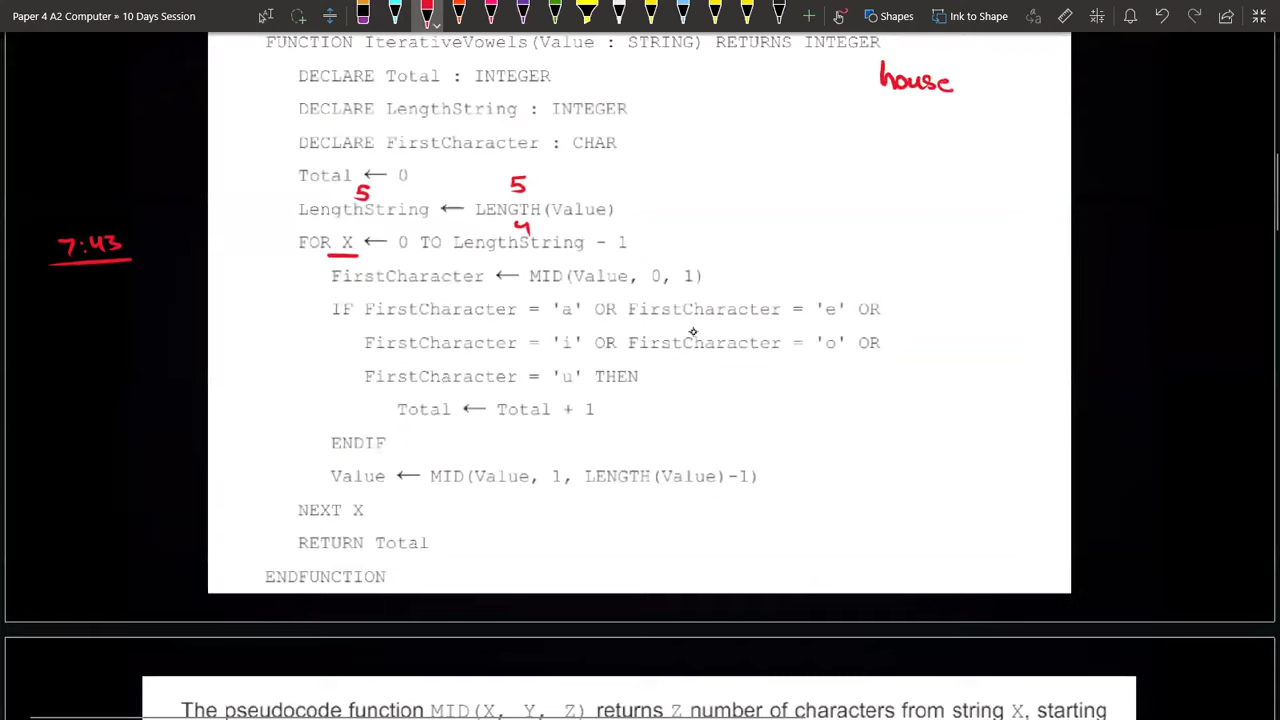 Paper 4 A2 Computer » 10 Days Session
Shapes
Ink to Shape
FUNCTION IterativeVowels(Value : STRING) RETURNS INTEGER
house
DECLARE Total : INTEGER
DECLARE LengthString : INTEGER
DECLARE FirstCharacter : CHAR
Total ← 0
5 5
LengthString ← LENGTH(Value)
4
7:43
FOR X ← 0 TO LengthString - 1
FirstCharacter ← MID(Value, 0, 1)
IF FirstCharacter = 'a' OR FirstCharacter = 'e' OR
FirstCharacter = 'i' OR FirstCharacter = 'o' OR
FirstCharacter = 'u' THEN
Total ← Total + 1
ENDIF
Value ← MID(Value, 1, LENGTH(Value)-1)
NEXT X
RETURN Total
ENDFUNCTION
The pseudocode function MID(X, Y, Z) returns Z number of characters from string X, starting